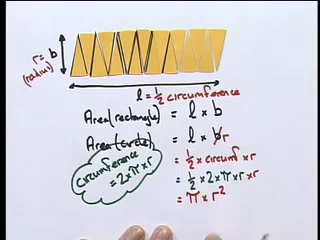 r = b
(radius)
l = 1/2 circumference
Area(rectangle) = l × b
Area(circle) = l × b r
= 1/2 × circumf × r
circumference
= 2×π×r
= 1/2 × 2×π×r ×r
= π × r²